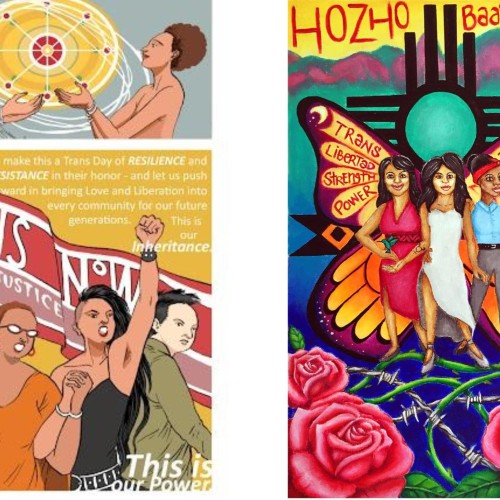 make this a Trans Day of RESILIENCE and
in their honor - and let us push
in bringing Love and Liberation into
every community for our future
generations. This is
our
inheritance.
NOW
JUSTICE
This is
our Power
HOZHO
TRANS
LIBERTAD
STRENGTH
POWER